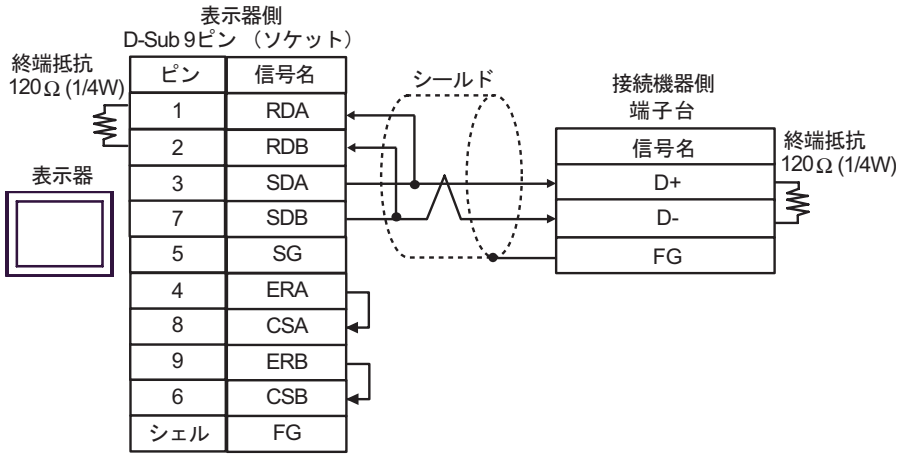 表示器側
D-Sub 9ピン （ソケット）
終端抵抗
120Ω (1/4W)
表示器
ピン 信号名
1 RDA
2 RDB
3 SDA
7 SDB
5 SG
4 ERA
8 CSA
9 ERB
6 CSB
シェル FG
シールド
接続機器側
端子台
信号名
D+
D-
FG
終端抵抗
120Ω (1/4W)